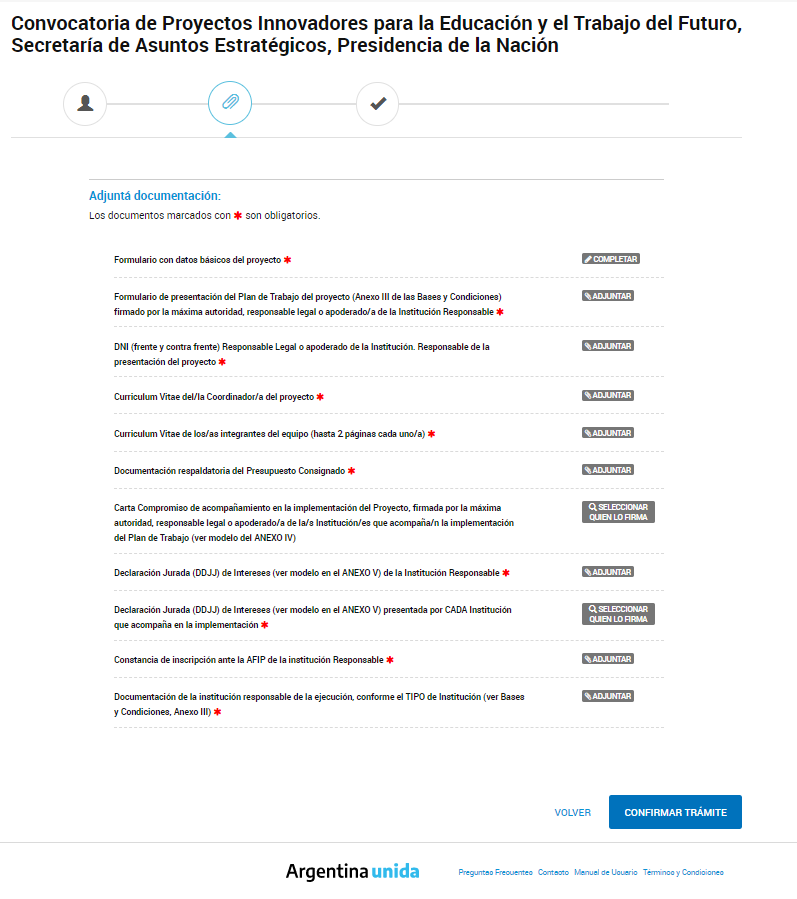 Convocatoria de Proyectos Innovadores para la Educación y el Trabajo del Futuro,
Secretaría de Asuntos Estratégicos, Presidencia de la Nación
Adjuntá documentación:
Los documentos marcados con * son obligatorios.
Formulario con datos básicos del proyecto *
COMPLETAR
Formulario de presentación del Plan de Trabajo del proyecto (Anexo III de las Bases y Condiciones)
firmado por la máxima autoridad, responsable legal o apoderado/a de la Institución Responsable *
ADJUNTAR
DNI (frente y contra frente) Responsable Legal o apoderado de la Institución. Responsable de la
presentación del proyecto *
ADJUNTAR
Curriculum Vitae del/la Coordinador/a del proyecto *
ADJUNTAR
Curriculum Vitae de los/as integrantes del equipo (hasta 2 páginas cada uno/a) *
ADJUNTAR
Documentación respaldatoria del Presupuesto Consignado *
ADJUNTAR
Carta Compromiso de acompañamiento en la implementación del Proyecto, firmada por la máxima
autoridad, responsable legal o apoderado/a de la/s Institución/es que acompaña/n la implementación
del Plan de Trabajo (ver modelo del ANEXO IV)
SELECCIONAR
QUIEN LO FIRMA
Declaración Jurada (DDJJ) de Intereses (ver modelo en el ANEXO V) de la Institución Responsable *
ADJUNTAR
Declaración Jurada (DDJJ) de Intereses (ver modelo en el ANEXO V) presentada por CADA Institución
que acompaña en la implementación *
SELECCIONAR
QUIEN LO FIRMA
Constancia de inscripción ante la AFIP de la institución Responsable *
ADJUNTAR
Documentación de la institución responsable de la ejecución, conforme el TIPO de Institución (ver Bases
y Condiciones, Anexo III) *
ADJUNTAR
VOLVER
CONFIRMAR TRÁMITE
Argentina unida
Preguntas Frecuentes Contacto Manual de Usuario Términos y Condiciones